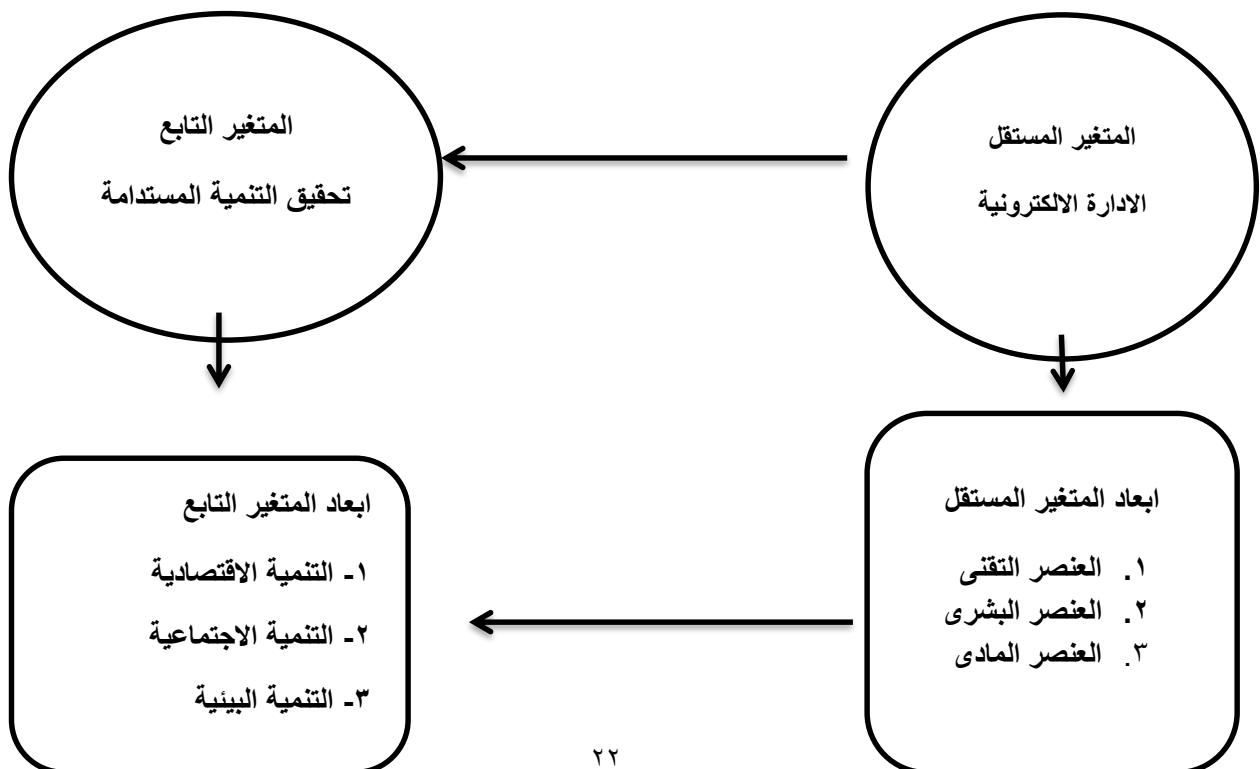 المتغير المستقل
الادارة الالكترونية
المتغير التابع
تحقيق التنمية المستدامة
ابعاد المتغير المستقل
١. العنصر التقنى
٢. العنصر البشرى
٣. العنصر المادى
ابعاد المتغير التابع
١- التنمية الاقتصادية
٢- التنمية الاجتماعية
٣- التنمية البيئية
٢٢